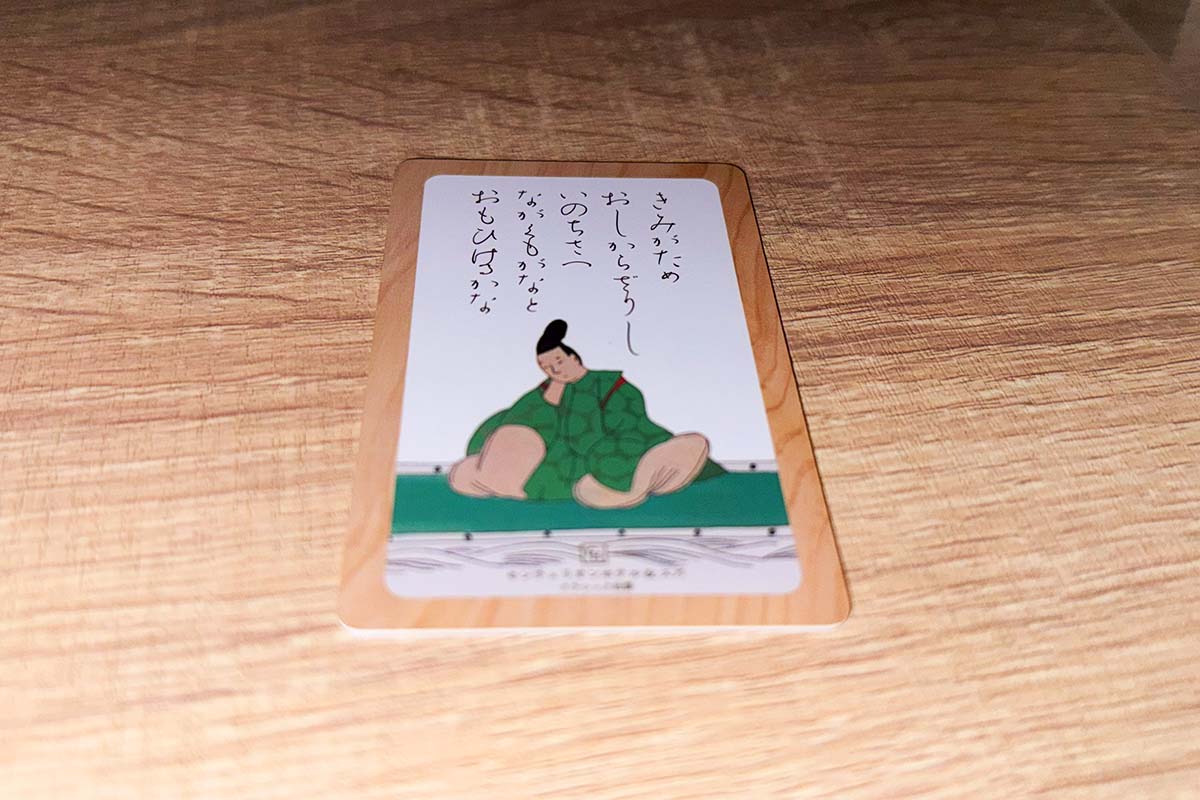 きみがため
おしからざりし
いのちさへ
ながくもがなと
おもひけるかな